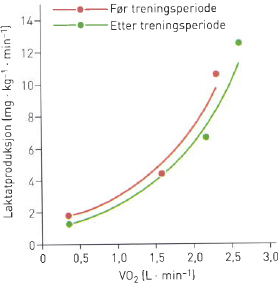 Før treningsperiode
Etter treningsperiode
Laktatproduksjon (mg · kg⁻¹ · min⁻¹)
14
12
10
8
6
4
2
0
0 0,5 1,0 1,5 2,0 2,5 3,0
VO₂ (L · min⁻¹)